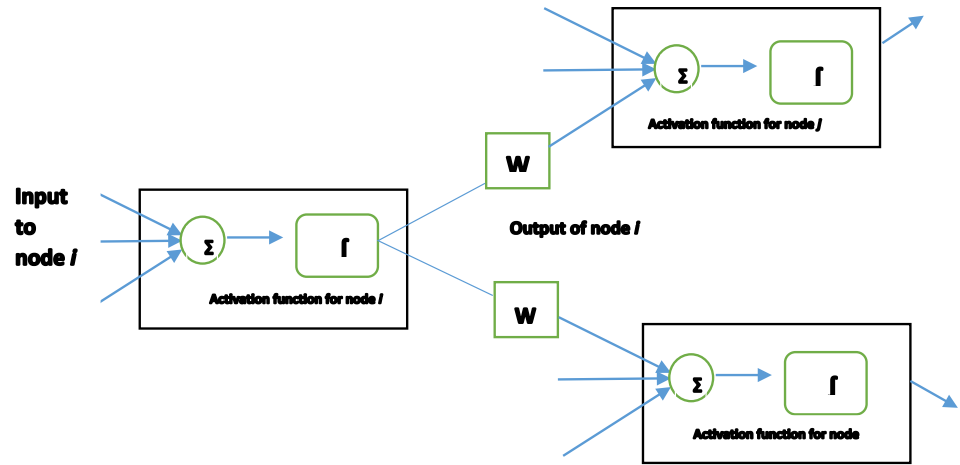 Σ
ſ
Activation function for node j
W
Input
to
node i
Output of node i
Σ
ſ
Activation function for node i
W
Σ
ſ
Activation function for node